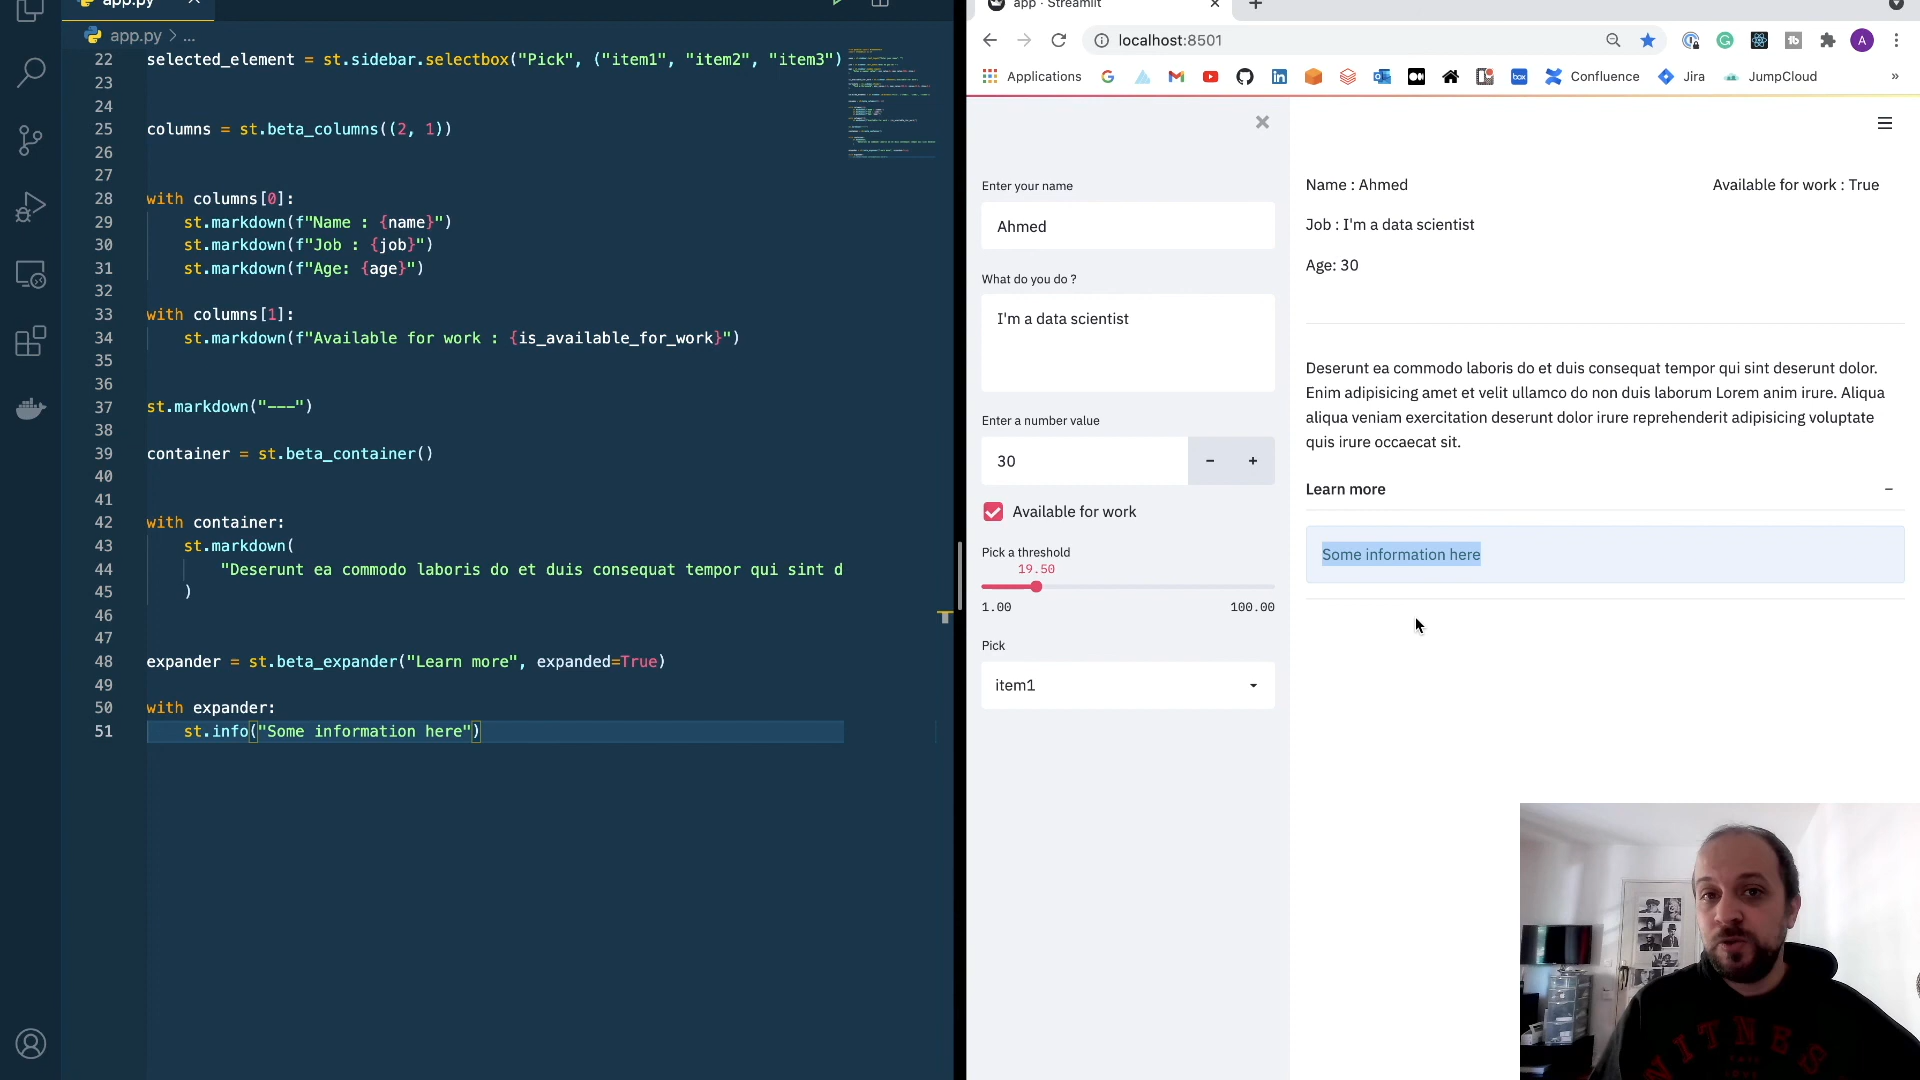 app.py
app.py > ...
22 selected_element = st.sidebar.selectbox("Pick", ("item1", "item2", "item3")
23
24
25 columns = st.beta_columns((2, 1))
26
27
28 with columns[0]:
29 st.markdown(f"Name : {name}")
30 st.markdown(f"Job : {job}")
31 st.markdown(f"Age: {age}")
32
33 with columns[1]:
34 st.markdown(f"Available for work : {is_available_for_work}")
35
36
37 st.markdown("---")
38
39 container = st.beta_container()
40
41
42 with container:
43 st.markdown(
44 "Deserunt ea commodo laboris do et duis consequat tempor qui sint d
45 )
46
47
48 expander = st.beta_expander("Learn more", expanded=True)
49
50 with expander:
51 st.info("Some information here")
app · Streamlit
localhost:8501
A
Applications
box
Confluence
Jira
JumpCloud
»
Enter your name
Ahmed
What do you do ?
I'm a data scientist
Enter a number value
30 - +
Available for work
Pick a threshold
19.50
1.00 100.00
Pick
item1
Name : Ahmed
Available for work : True
Job : I'm a data scientist
Age: 30
Deserunt ea commodo laboris do et duis consequat tempor qui sint deserunt dolor.
Enim adipisicing amet et velit ullamco do non duis laborum Lorem anim irure. Aliqua
aliqua veniam exercitation deserunt dolor irure reprehenderit adipisicing voluptate
quis irure occaecat sit.
Learn more
Some information here
WITNES